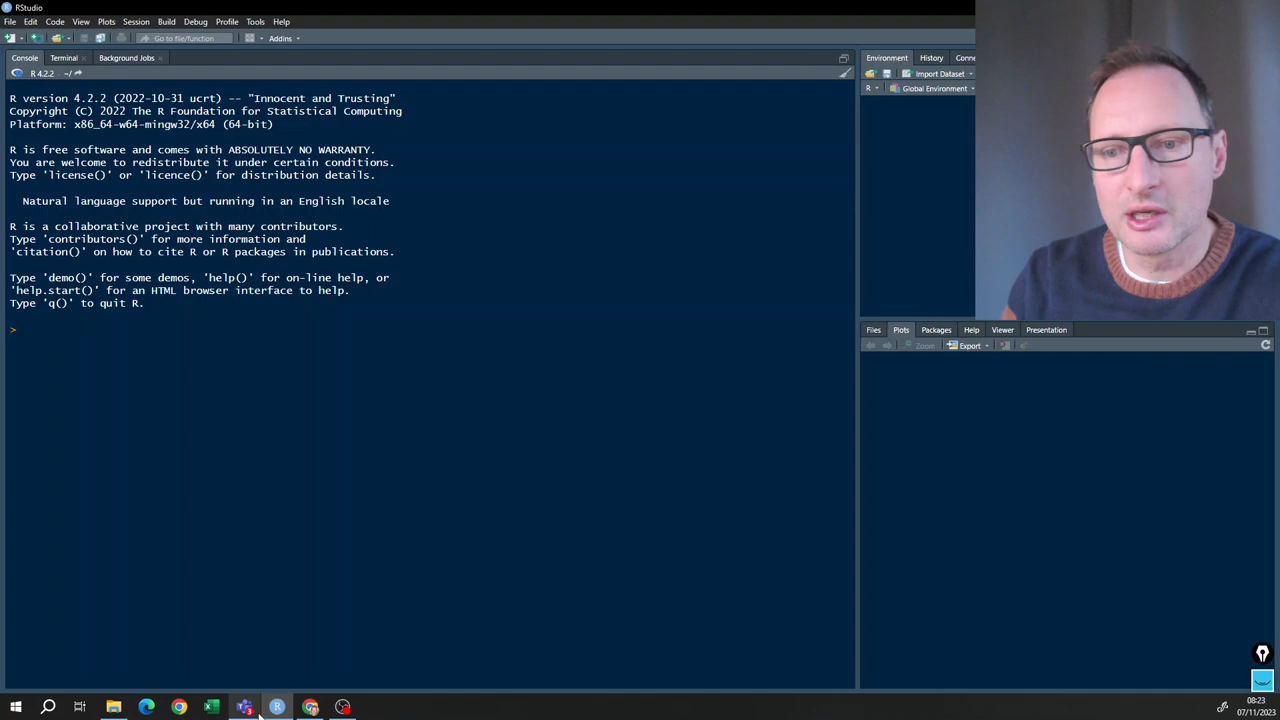 RStudio
File Edit Code View Plots Session Build Debug Profile Tools Help
Go to file/function Addins
Console Terminal Background Jobs
R 4.2.2 ~/
R version 4.2.2 (2022-10-31 ucrt) -- "Innocent and Trusting"
Copyright (C) 2022 The R Foundation for Statistical Computing
Platform: x86_64-w64-mingw32/x64 (64-bit)
R is free software and comes with ABSOLUTELY NO WARRANTY.
You are welcome to redistribute it under certain conditions.
Type 'license()' or 'licence()' for distribution details.
Natural language support but running in an English locale
R is a collaborative project with many contributors.
Type 'contributors()' for more information and
'citation()' on how to cite R or R packages in publications.
Type 'demo()' for some demos, 'help()' for on-line help, or
'help.start()' for an HTML browser interface to help.
Type 'q()' to quit R.
>
Environment History Conne
Import Dataset
R Global Environment
Files Plots Packages Help Viewer Presentation
Zoom Export
08:23
07/11/2023